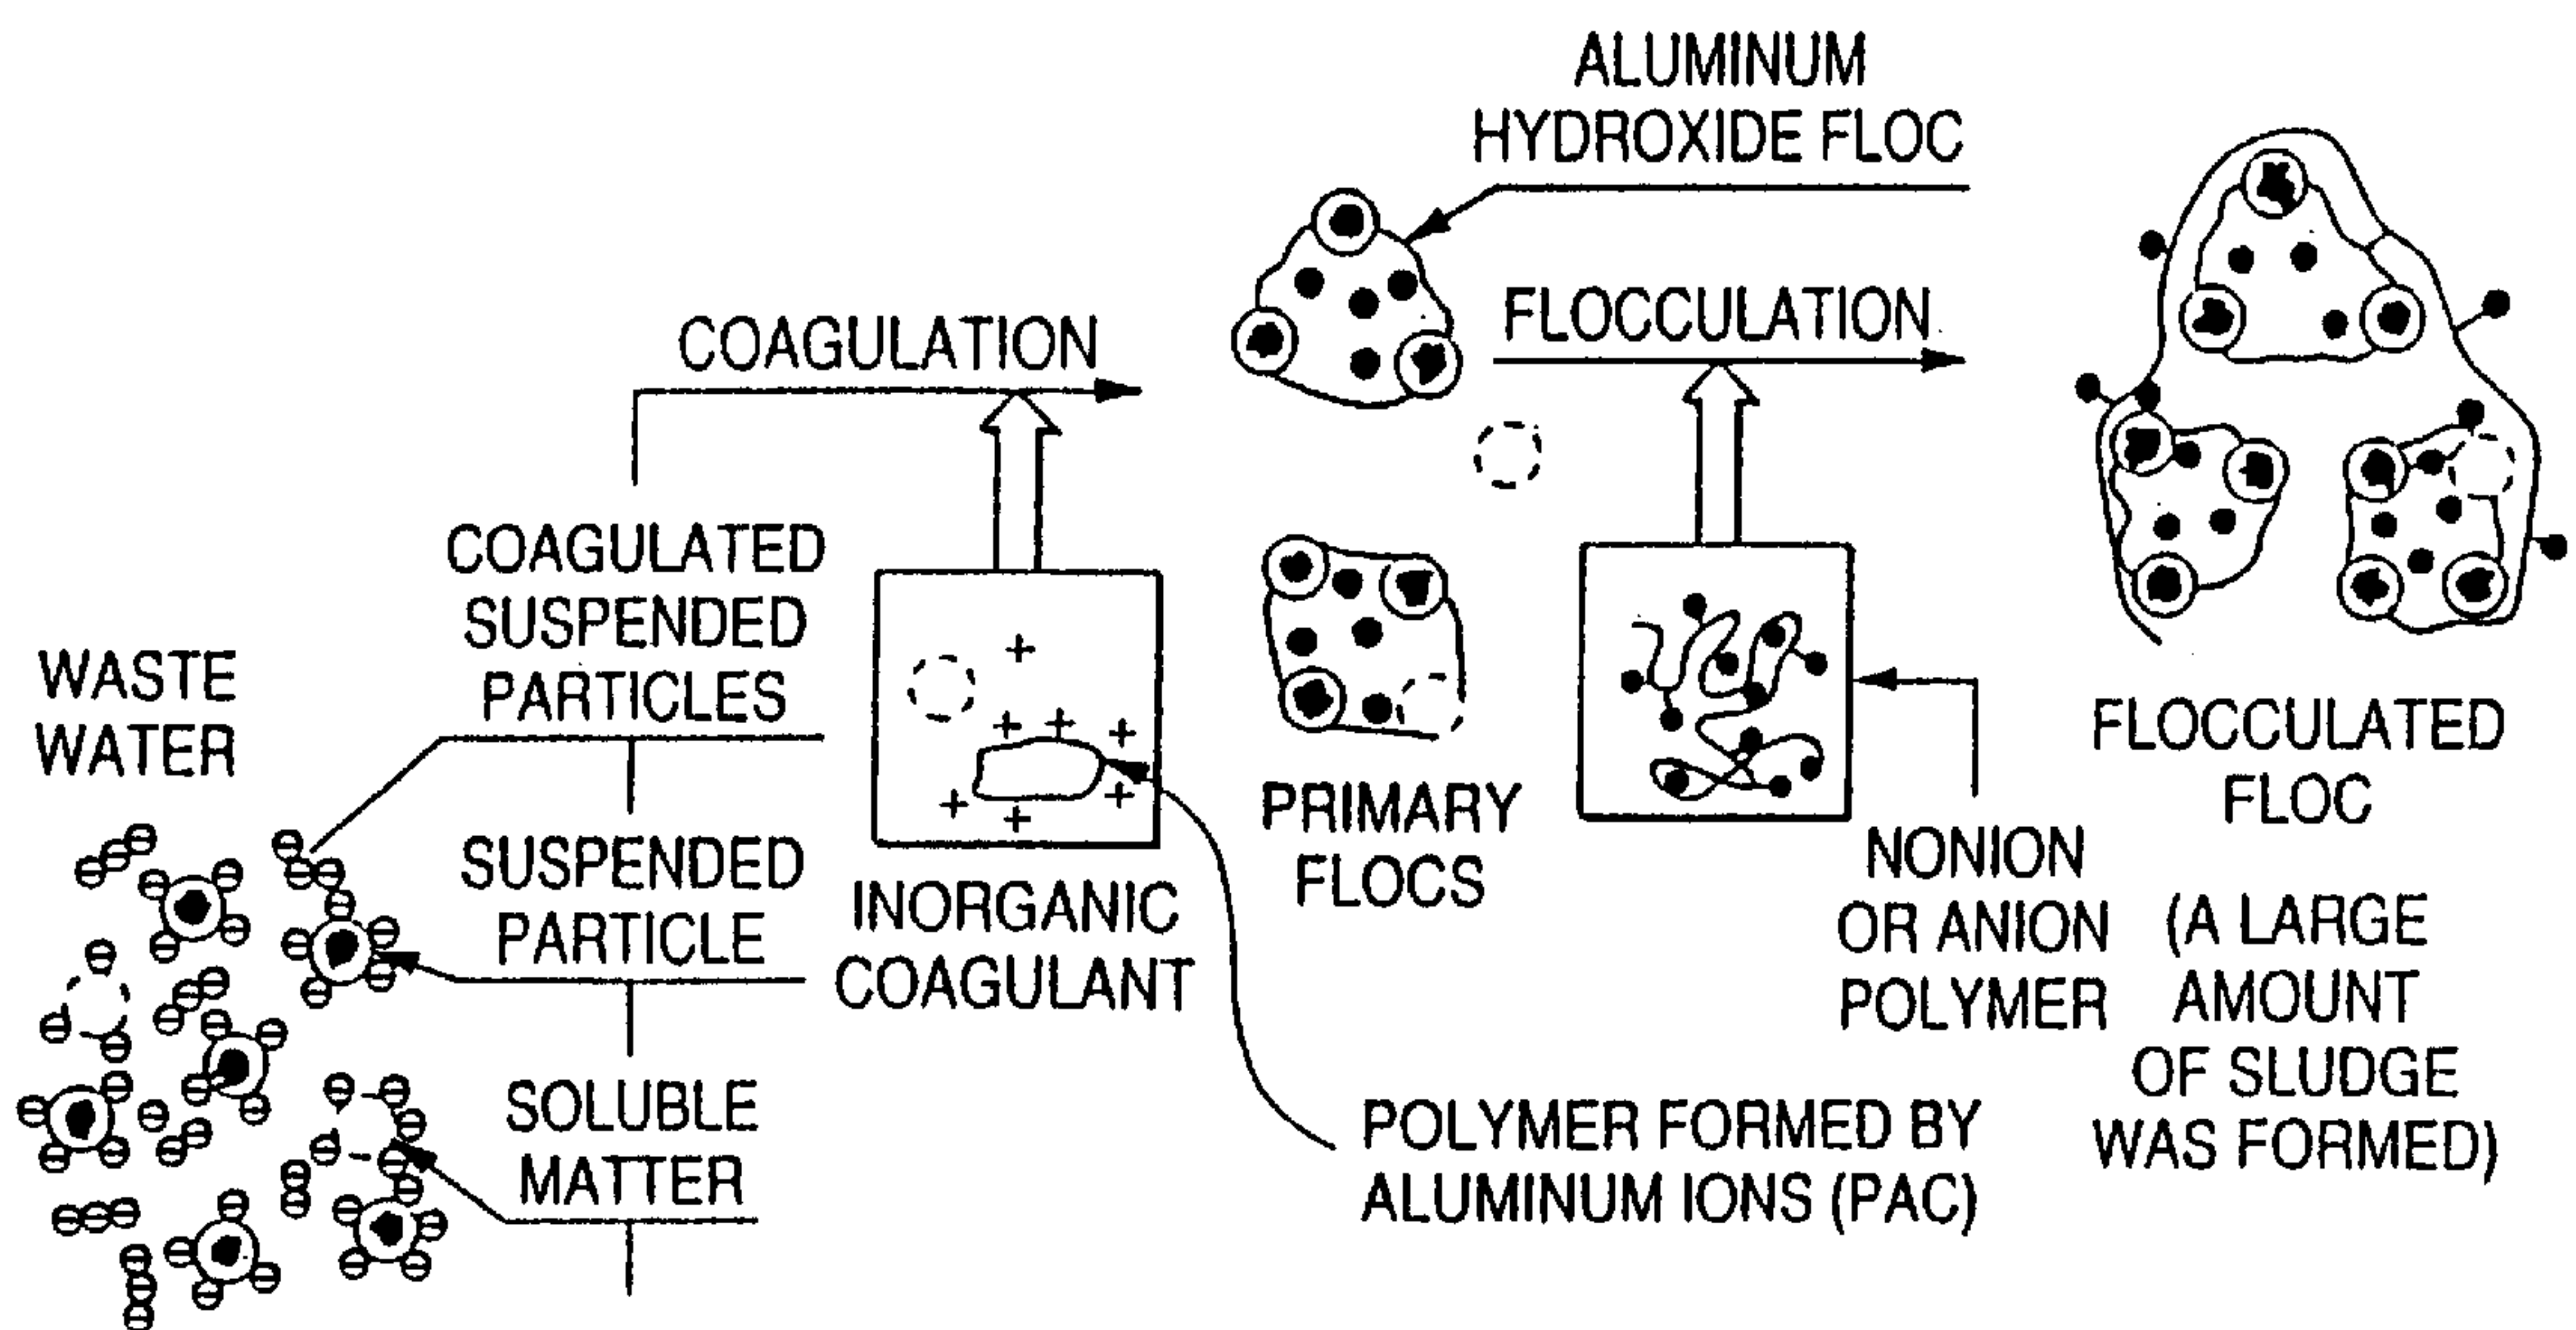 WASTE
WATER
COAGULATED
SUSPENDED
PARTICLES
SUSPENDED
PARTICLE
SOLUBLE
MATTER
COAGULATION
INORGANIC
COAGULANT
POLYMER FORMED BY
ALUMINUM IONS (PAC)
ALUMINUM
HYDROXIDE FLOC
PRIMARY
FLOCS
FLOCCULATION
NONION
OR ANION
POLYMER
FLOCCULATED
FLOC
(A LARGE
AMOUNT
OF SLUDGE
WAS FORMED)